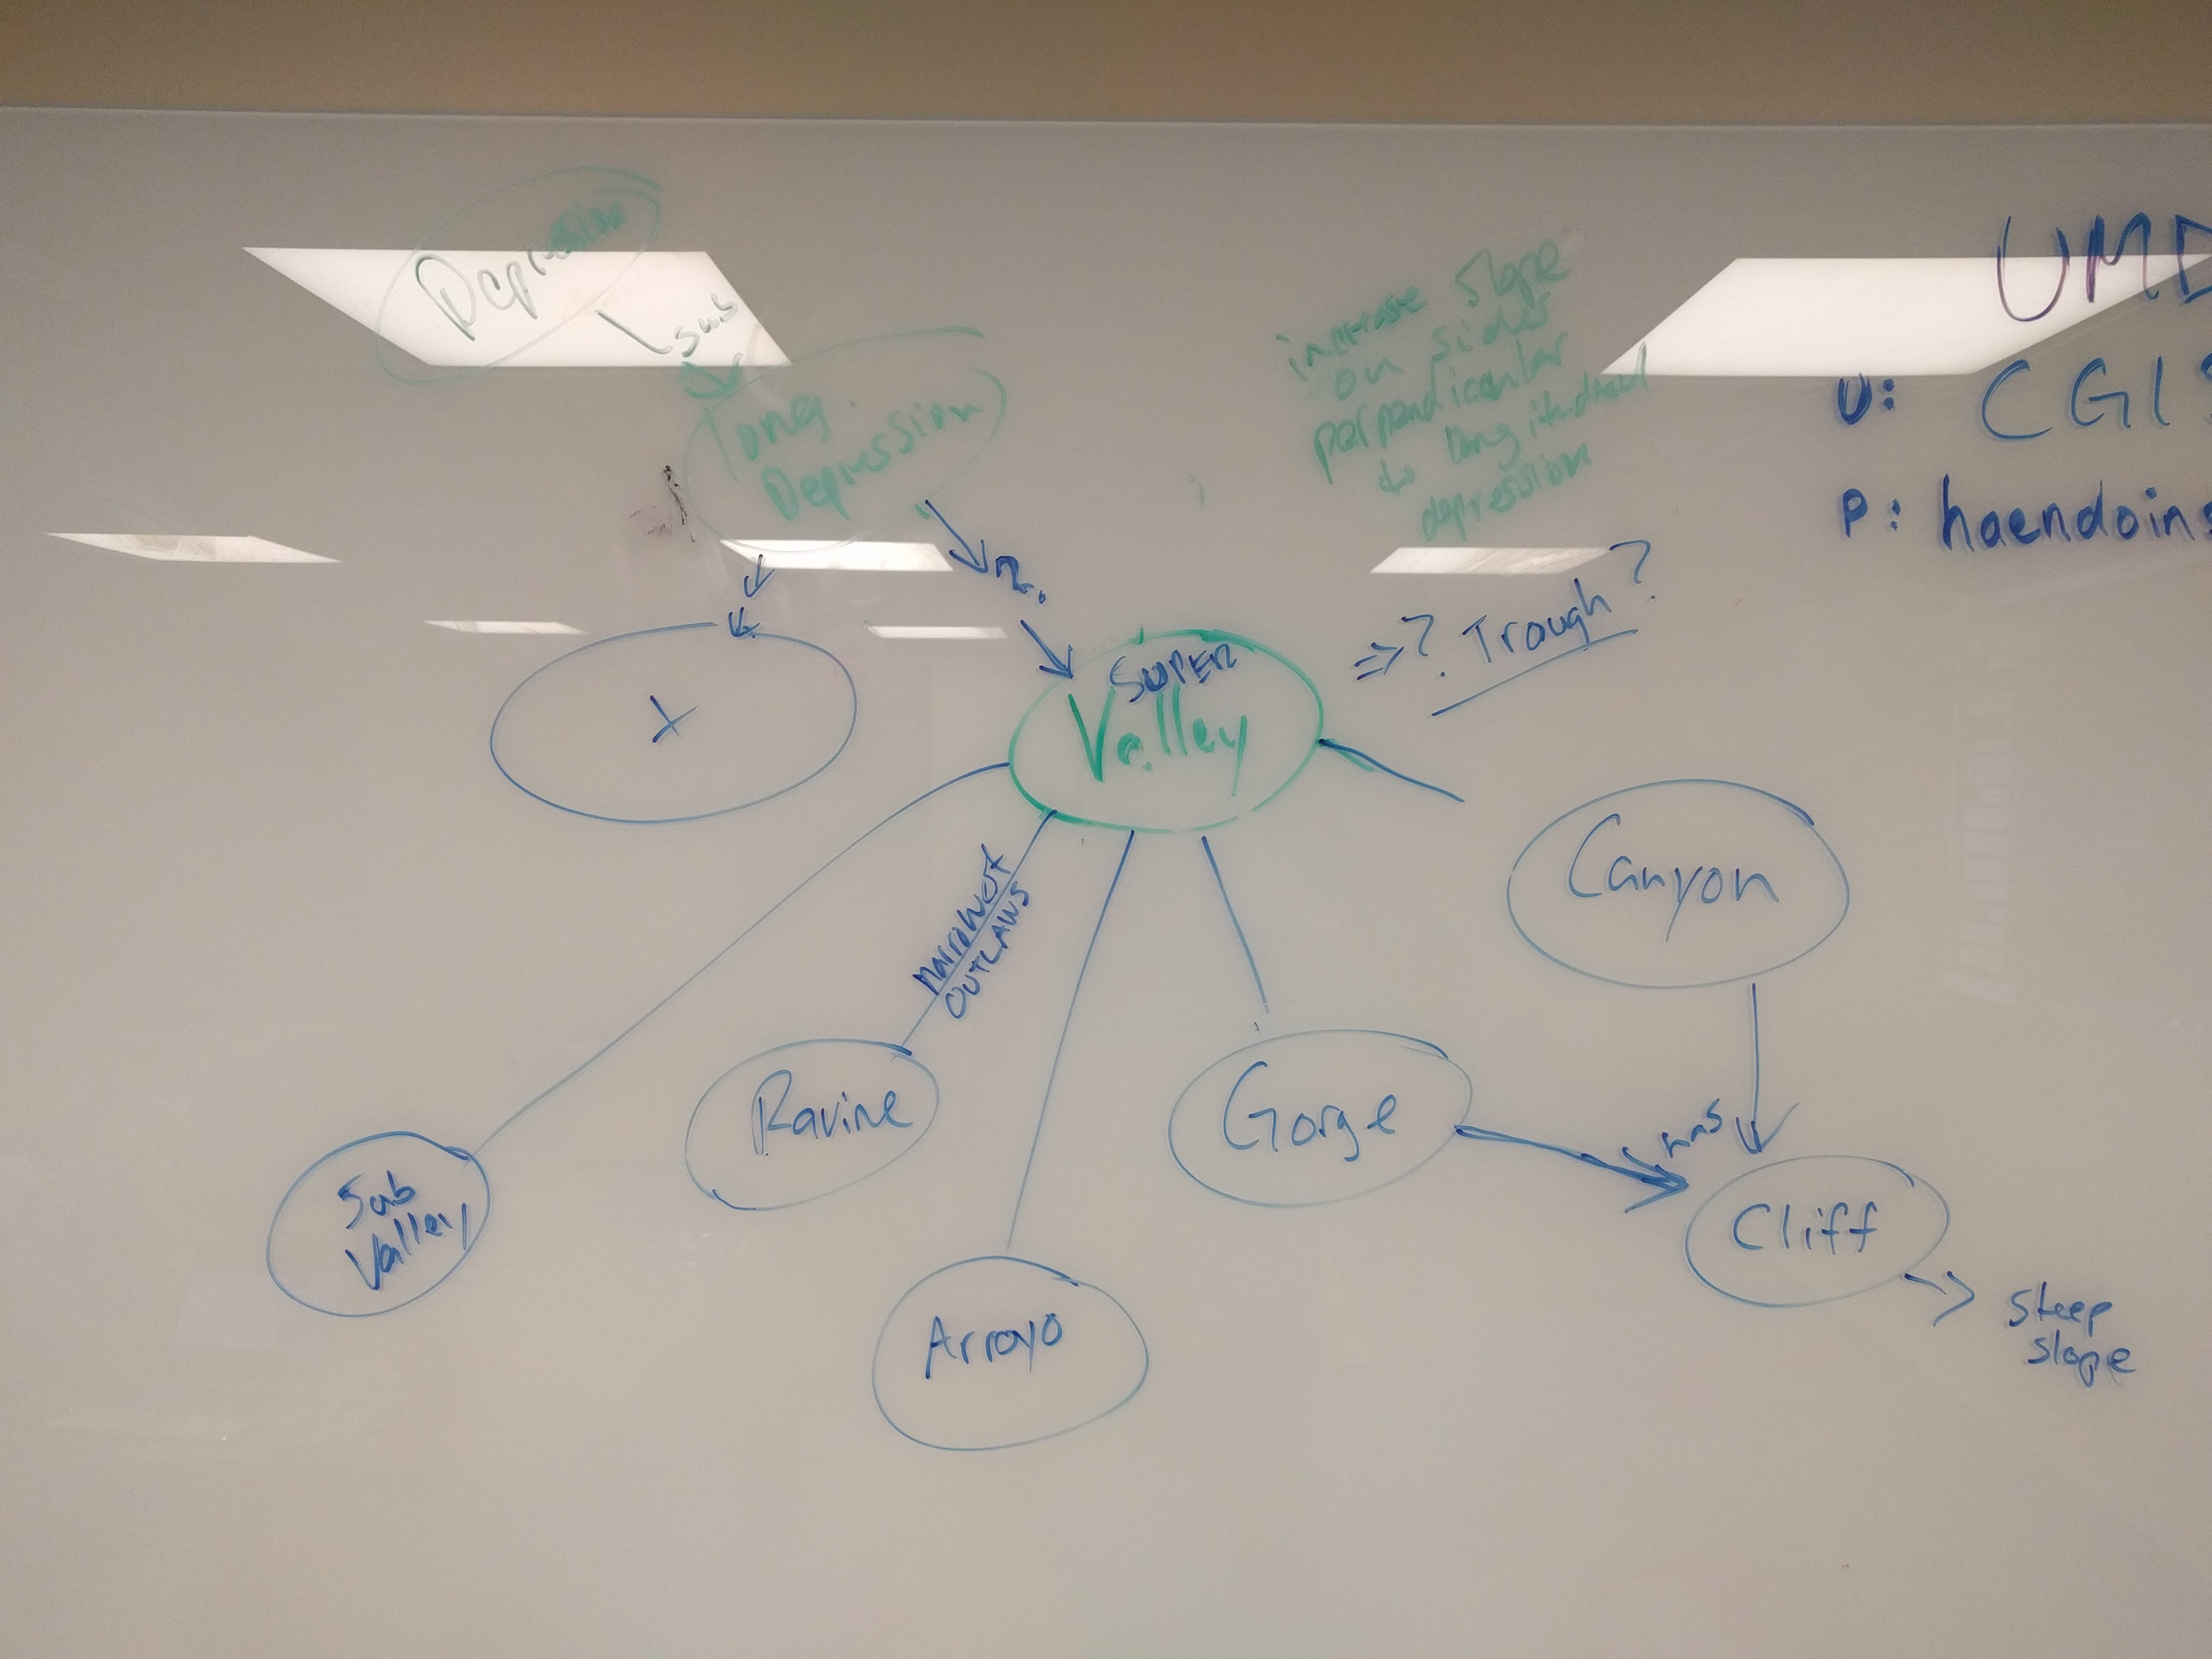 Depression
sub
long
Depression
increase slope
on sides
perpendicular
to longitudinal
depression
UMD
U: CGIS
P: haendoin
?.
=>? Trough?
X
SUPER
Valley
Canyon
narrowest
OUTLAWS
Ravine
Gorge
has
Cliff
Sub
Valley
Arroyo
Steep
slope